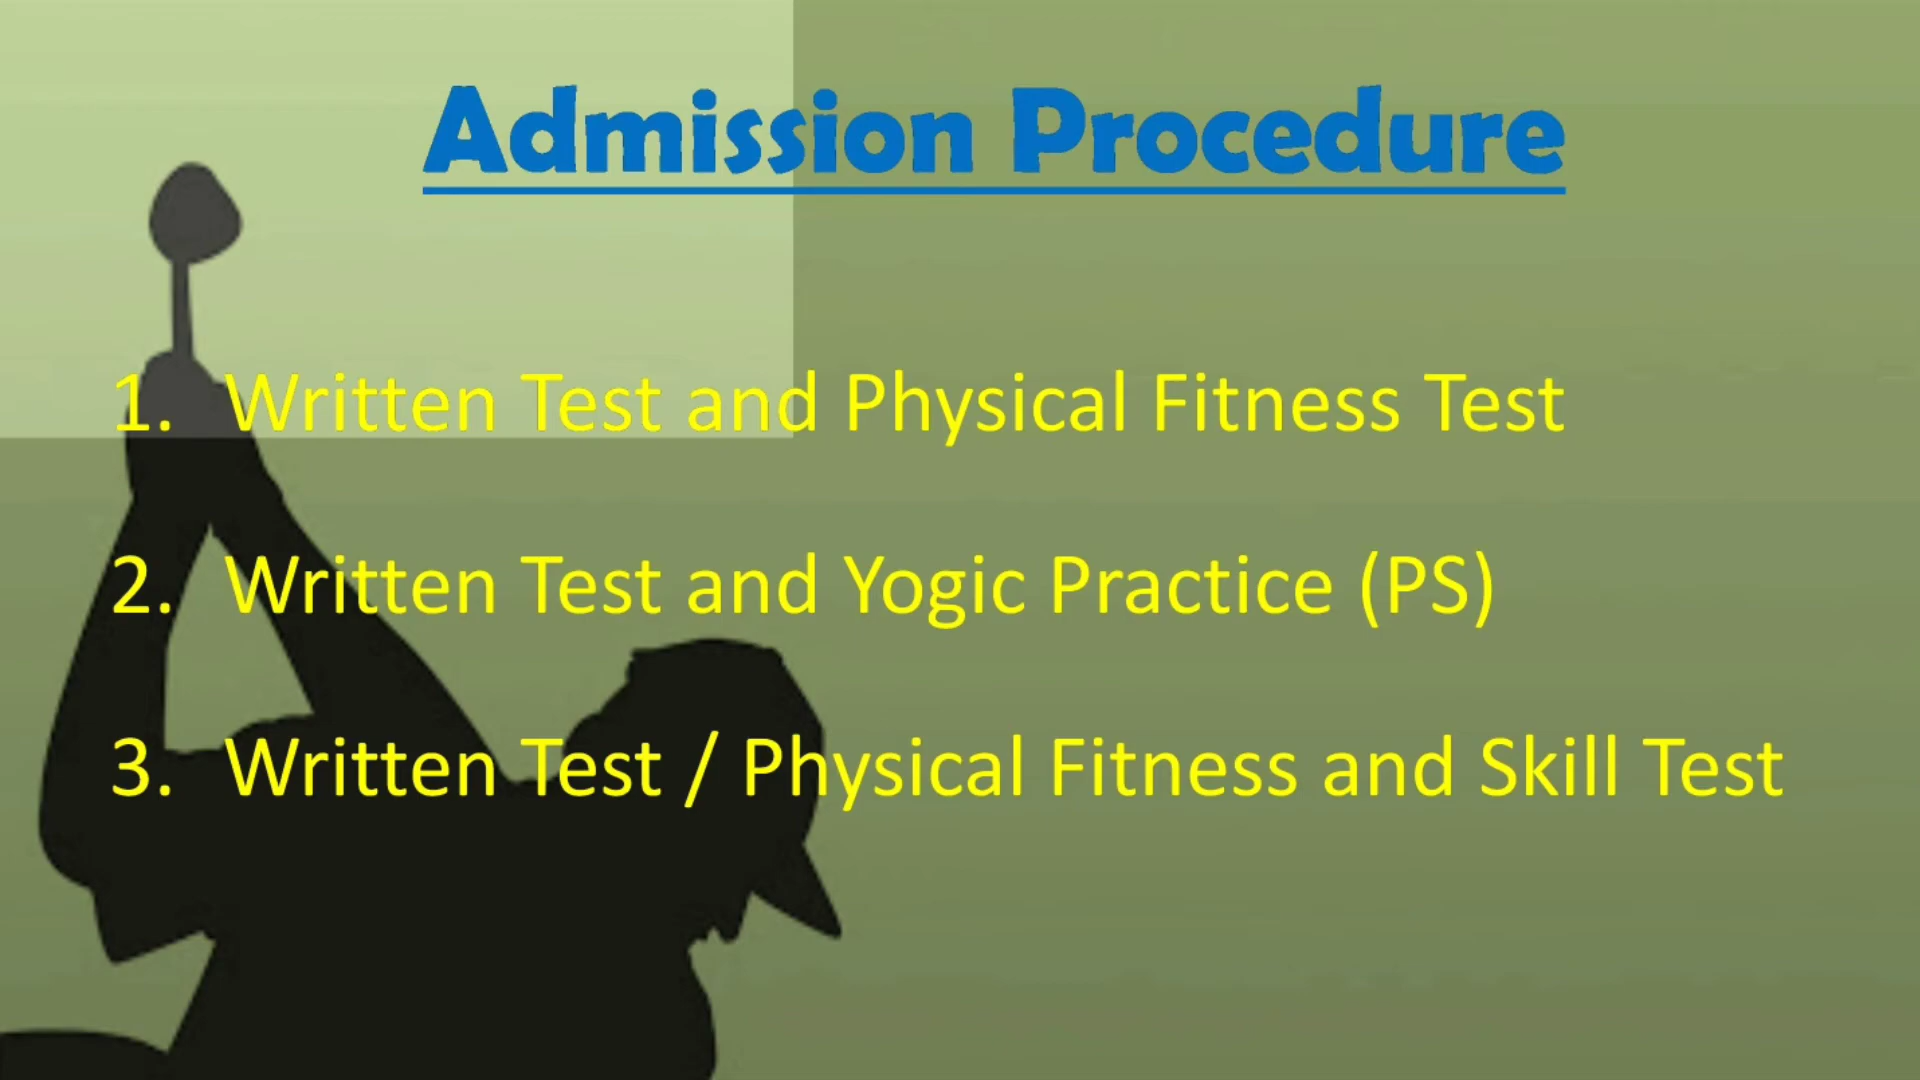 Admission Procedure
1. Written Test and Physical Fitness Test
2. Written Test and Yogic Practice (PS)
3. Written Test / Physical Fitness and Skill Test